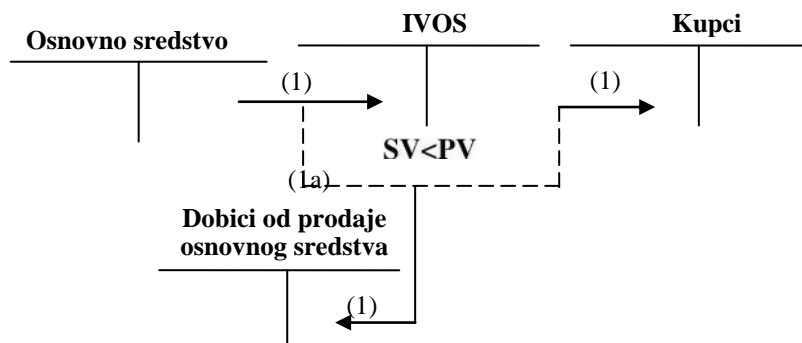 IVOS
Kupci
Osnovno sredstvo
(1)
(1)
SV<PV
(1a)
Dobici od prodaje
osnovnog sredstva
(1)